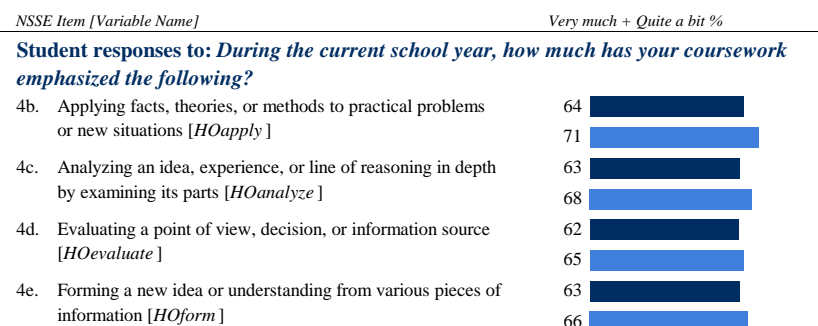 NSSE Item [Variable Name] Very much + Quite a bit %
Student responses to: During the current school year, how much has your coursework
emphasized the following?
4b. Applying facts, theories, or methods to practical problems 64
or new situations [HOapply ] 71
4c. Analyzing an idea, experience, or line of reasoning in depth 63
by examining its parts [HOanalyze ] 68
4d. Evaluating a point of view, decision, or information source 62
[HOevaluate ] 65
4e. Forming a new idea or understanding from various pieces of 63
information [HOform ] 66